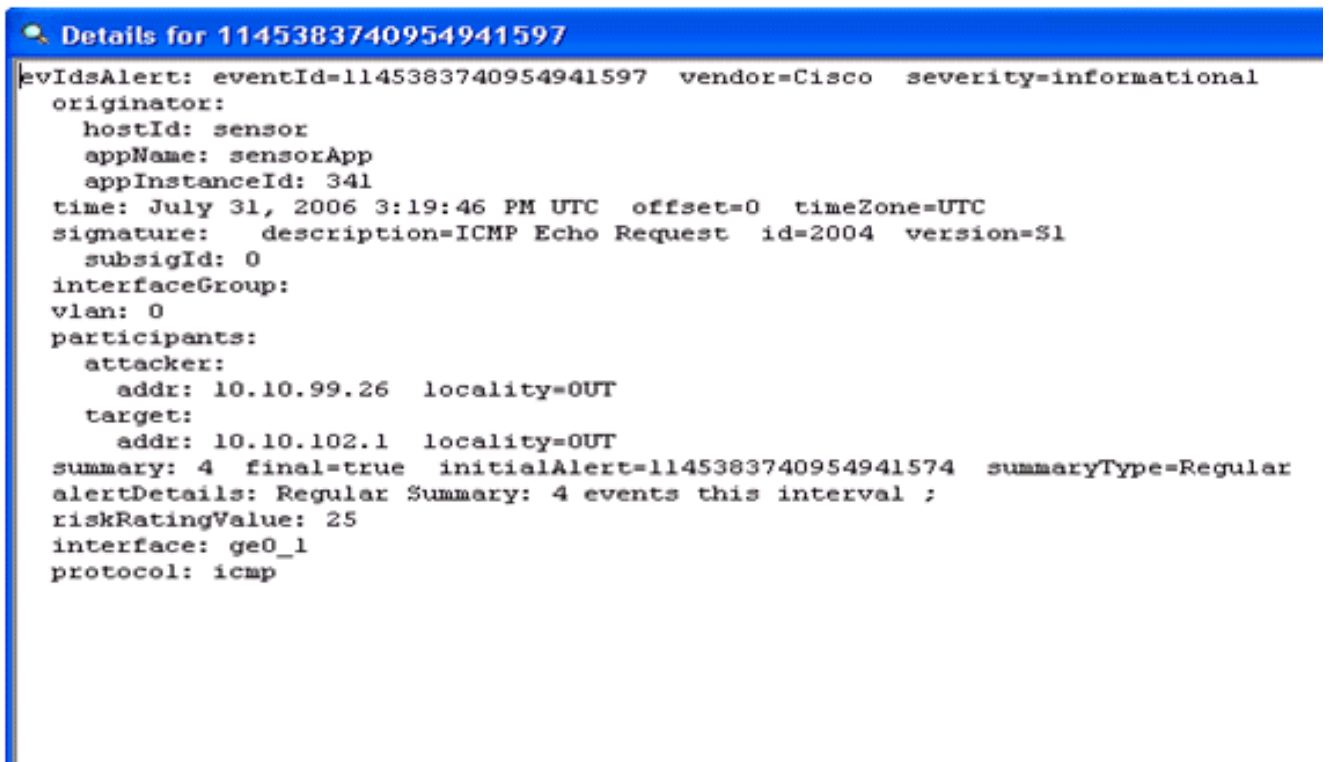 Details for 1145383740954941597
evIdsAlert: eventId=1145383740954941597 vendor=Cisco severity=informational
originator:
hostId: sensor
appName: sensorApp
appInstanceId: 341
time: July 31, 2006 3:19:46 PM UTC offset=0 timeZone=UTC
signature: description=ICMP Echo Request id=2004 version=S1
subsigId: 0
interfaceGroup:
vlan: 0
participants:
attacker:
addr: 10.10.99.26 locality=OUT
target:
addr: 10.10.102.1 locality=OUT
summary: 4 final=true initialAlert=1145383740954941574 summaryType=Regular
alertDetails: Regular Summary: 4 events this interval ;
riskRatingValue: 25
interface: ge0_1
protocol: icmp